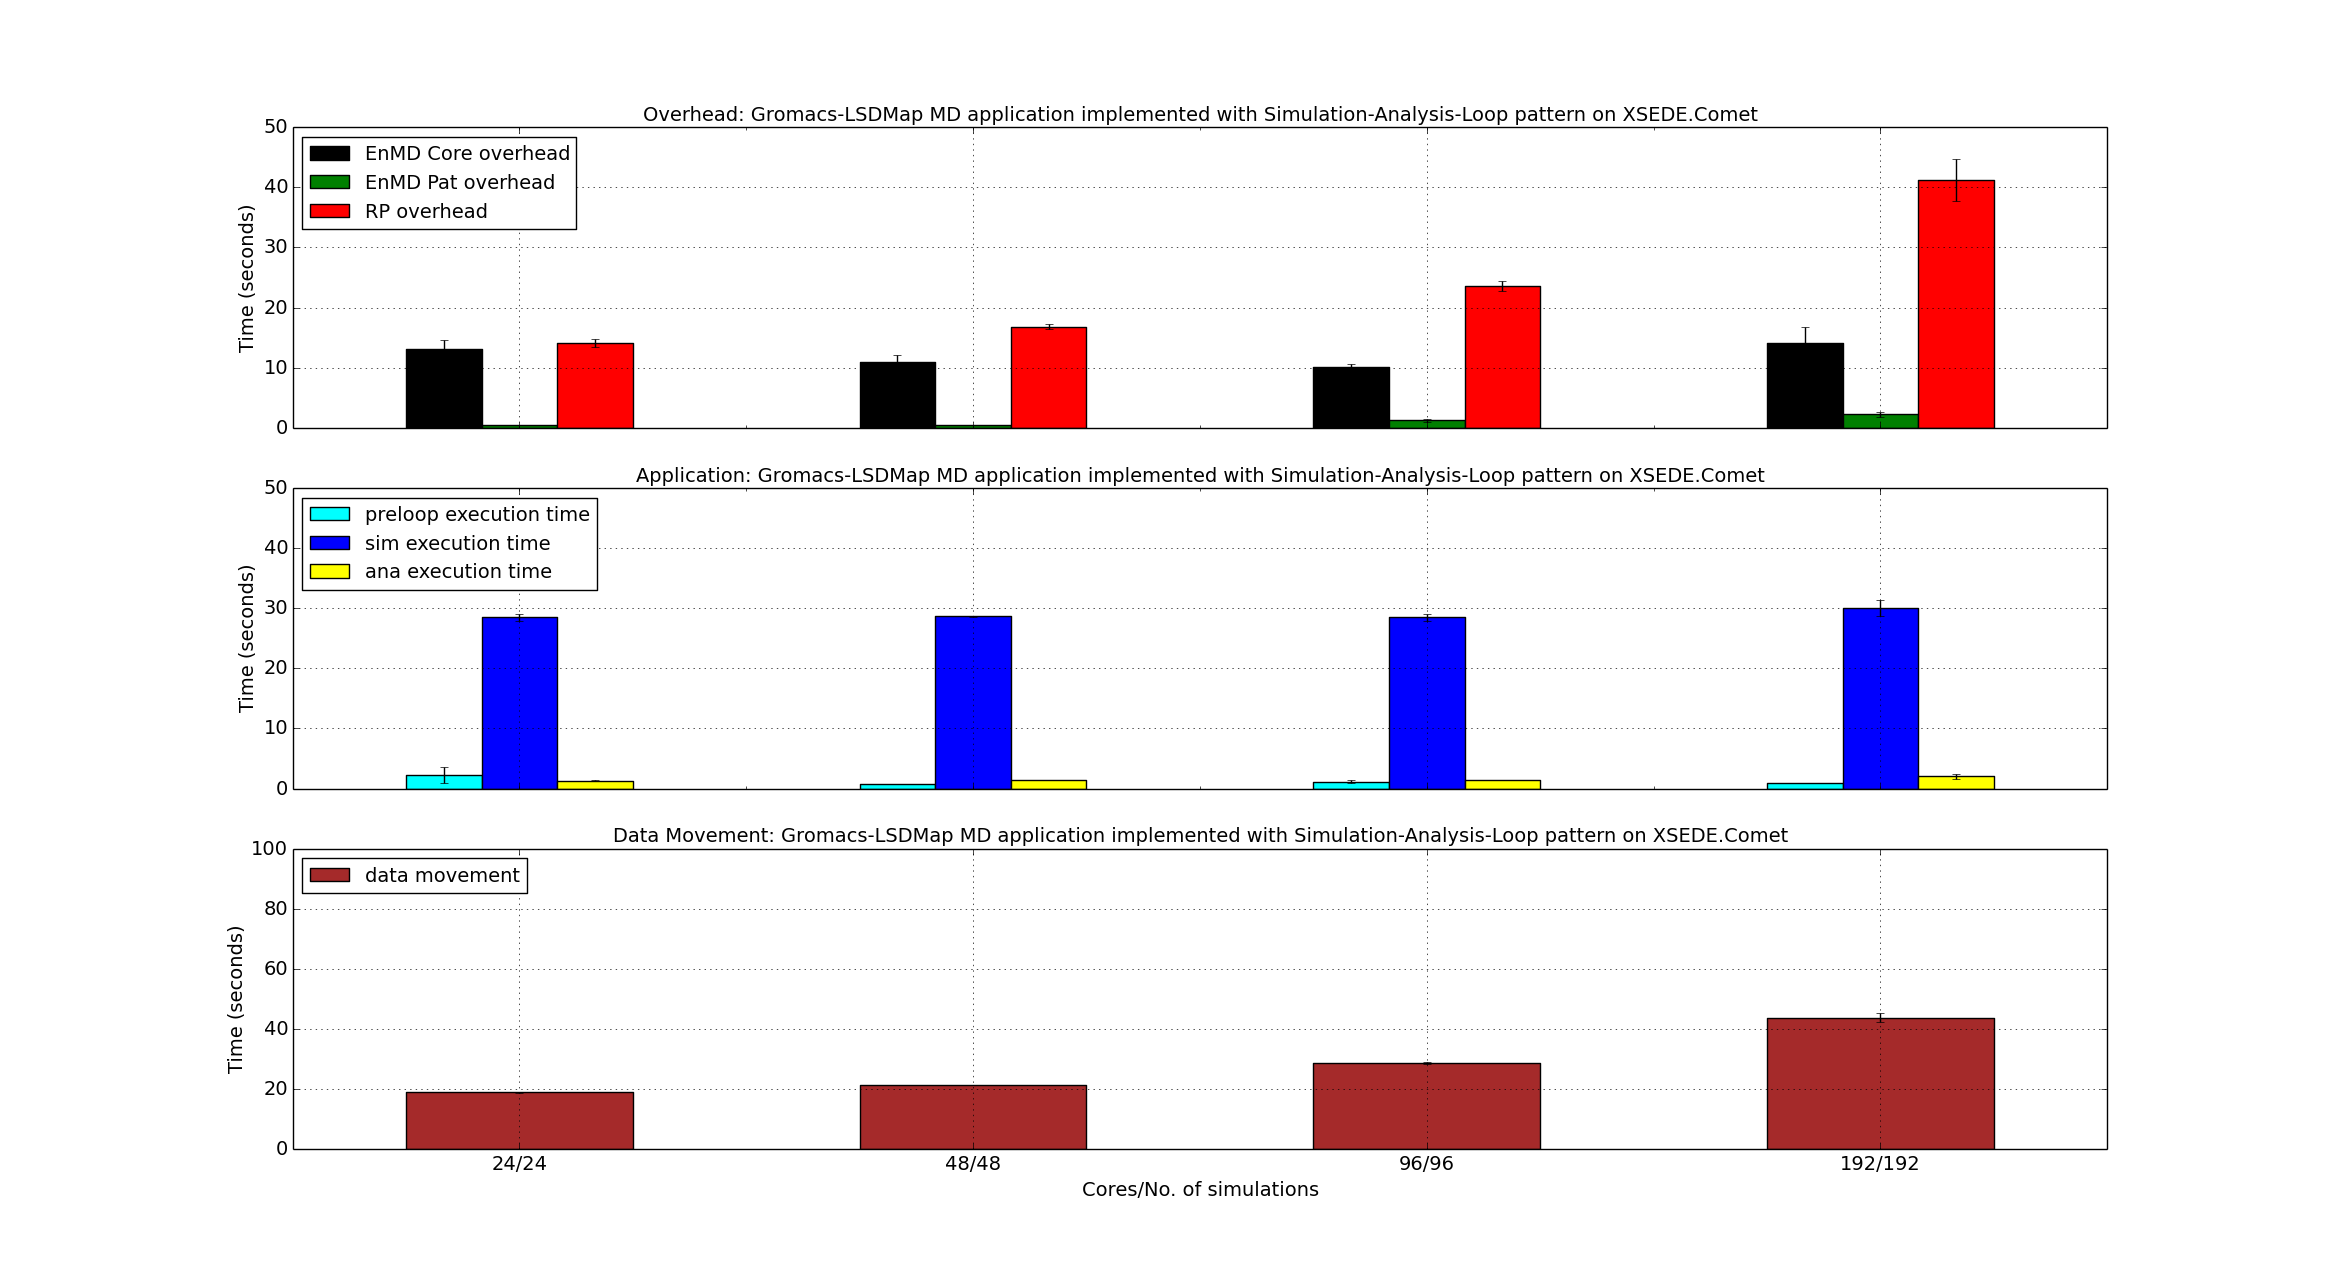 Overhead: Gromacs-LSDMap MD application implemented with Simulation-Analysis-Loop pattern on XSEDE.Comet
50
40
30
20
10
0
Time (seconds)
EnMD Core overhead
EnMD Pat overhead
RP overhead
Application: Gromacs-LSDMap MD application implemented with Simulation-Analysis-Loop pattern on XSEDE.Comet
50
40
30
20
10
0
Time (seconds)
preloop execution time
sim execution time
ana execution time
Data Movement: Gromacs-LSDMap MD application implemented with Simulation-Analysis-Loop pattern on XSEDE.Comet
100
80
60
40
20
0
Time (seconds)
data movement
24/24
48/48
96/96
192/192
Cores/No. of simulations